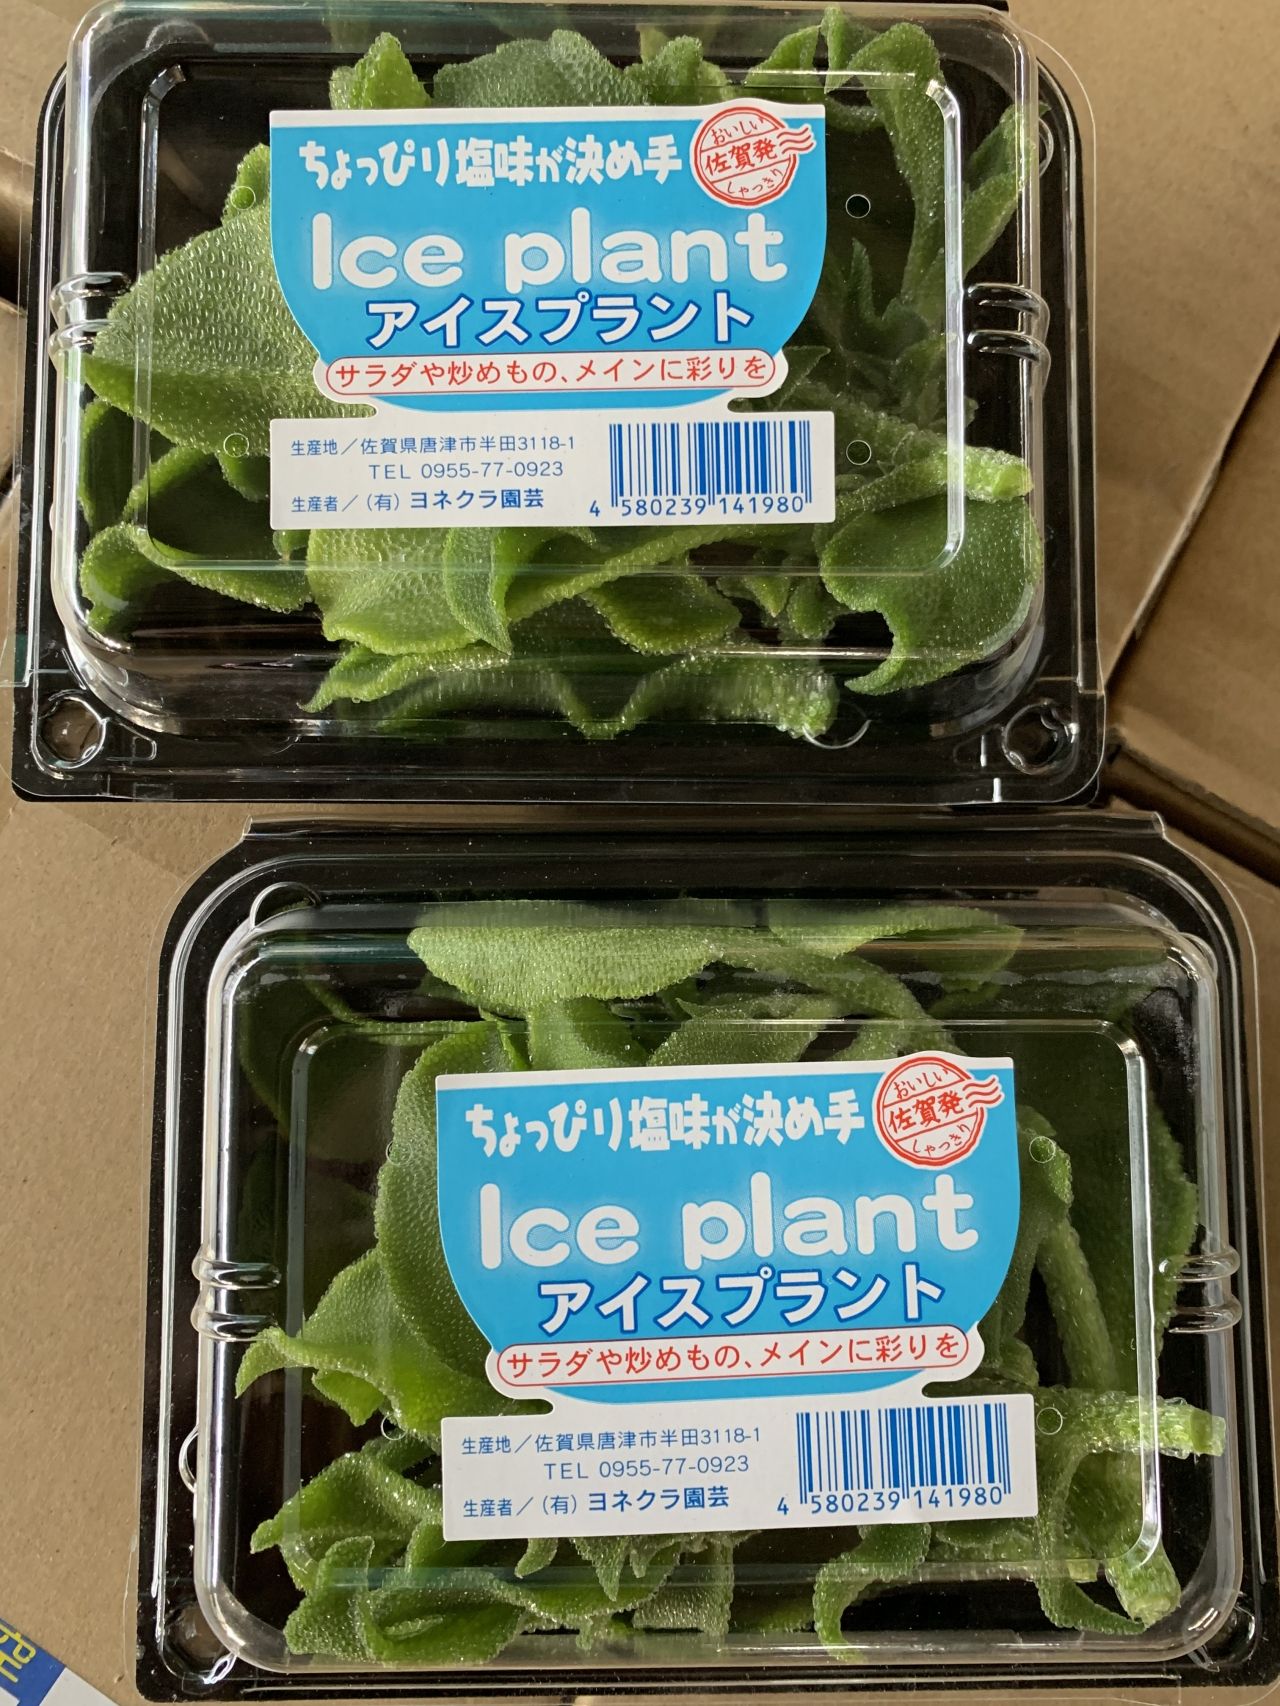 ちょっぴり塩味が決め手
おいしい
佐賀発
しゃっきり
Ice plant
アイスプラント
サラダや炒めもの、メインに彩りを
生産地／佐賀県唐津市半田3118-1
TEL 0955-77-0923
生産者／(有)ヨネクラ園芸
4 580239 141980
ちょっぴり塩味が決め手
おいしい
佐賀発
しゃっきり
Ice plant
アイスプラント
サラダや炒めもの、メインに彩りを
生産地／佐賀県唐津市半田3118-1
TEL 0955-77-0923
生産者／(有)ヨネクラ園芸
4 580239 141980